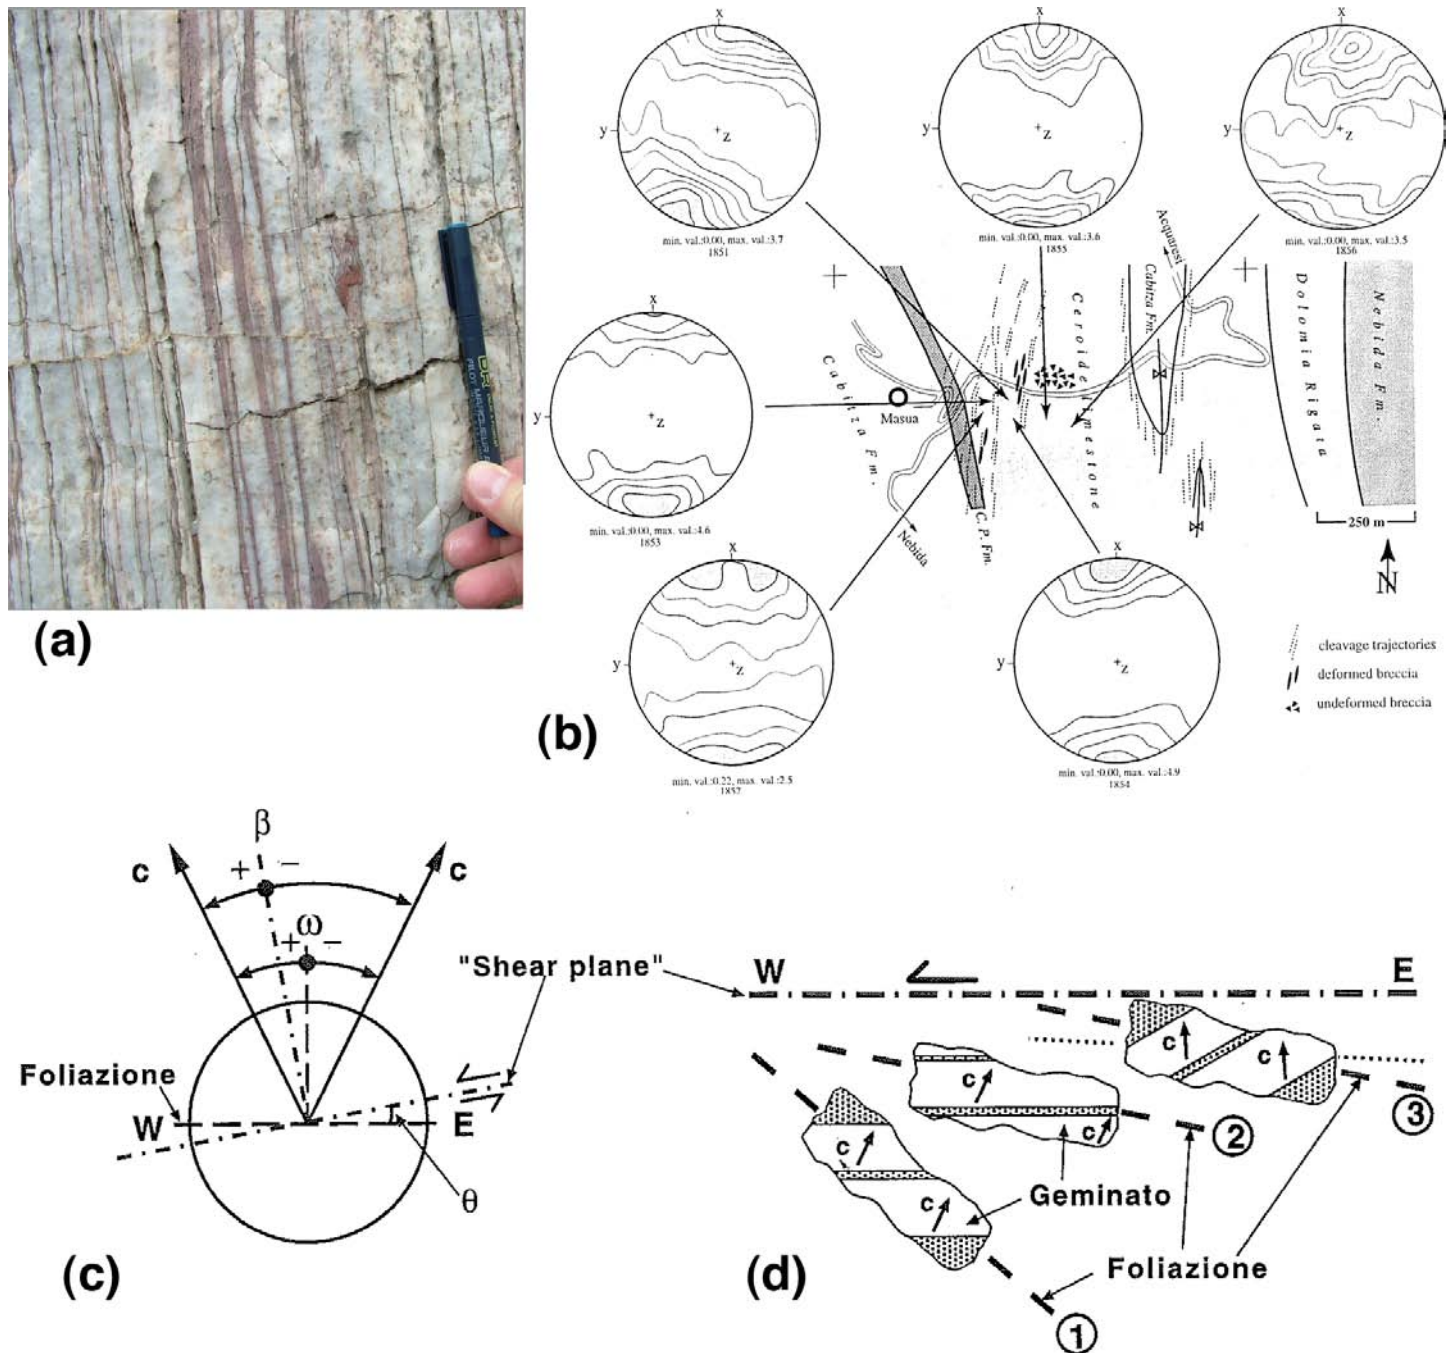 PILOT
(a)
x
y
+z
min. val.:0.00, max. val.:3.7
1851
x
y
+z
min. val.:0.00, max. val.:3.6
1855
x
y
+z
min. val.:0.00, max. val.:3.5
1856
x
y
+z
min. val.:0.00, max. val.:4.6
1853
x
y
+z
min. val.:0.22, max. val.:2.5
1852
x
y
+z
min. val.:0.00, max. val.:4.9
1854
Acquaresi
Cabitza Fm.
Ceroide Limestone
Dolomia Rigata
Nebida Fm.
Cabitza Fm.
Masua
C.P. Fm.
Nebida
250 m
N
cleavage trajectories
deformed breccia
undeformed breccia
(b)
β
c + - c
ω
+ -
"Shear plane"
Foliazione
W E
θ
(c)
W E
c c
c
c
c
c
Geminato
Foliazione
1
2
3
(d)